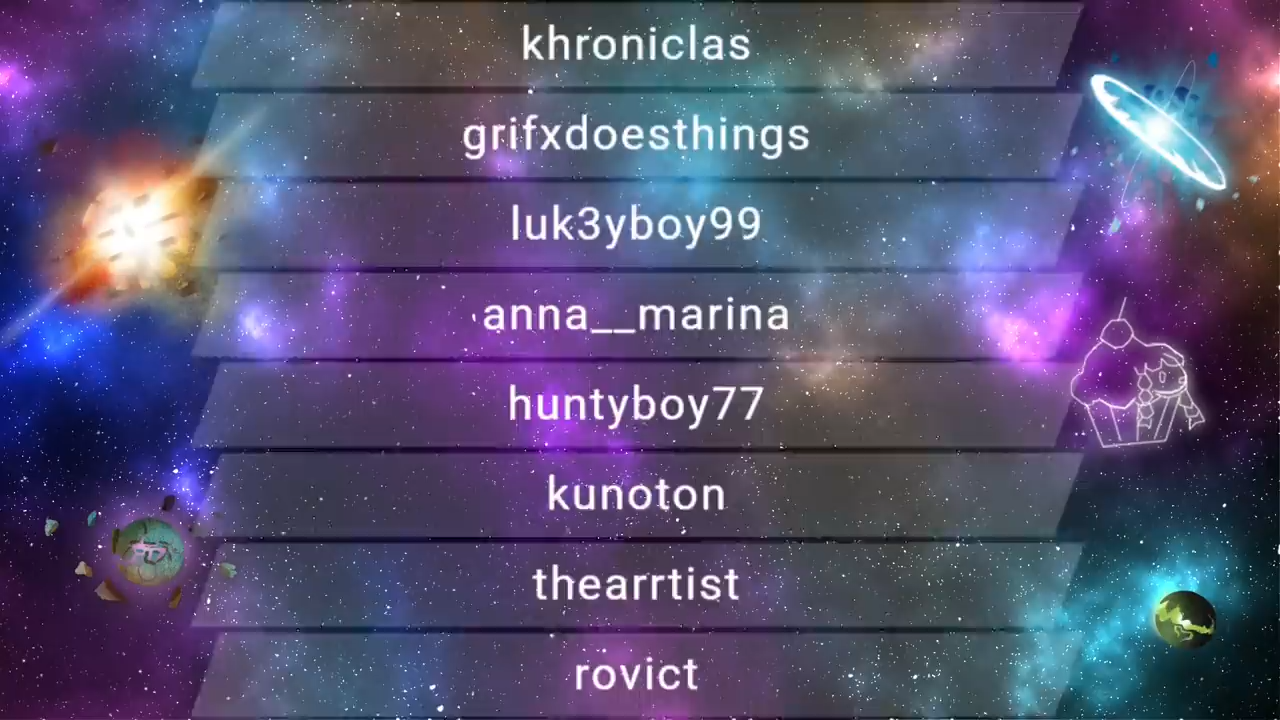 khroniclas
grifxdoesthings
luk3yboy99
anna__marina
huntyboy77
kunoton
thearrtist
rovict